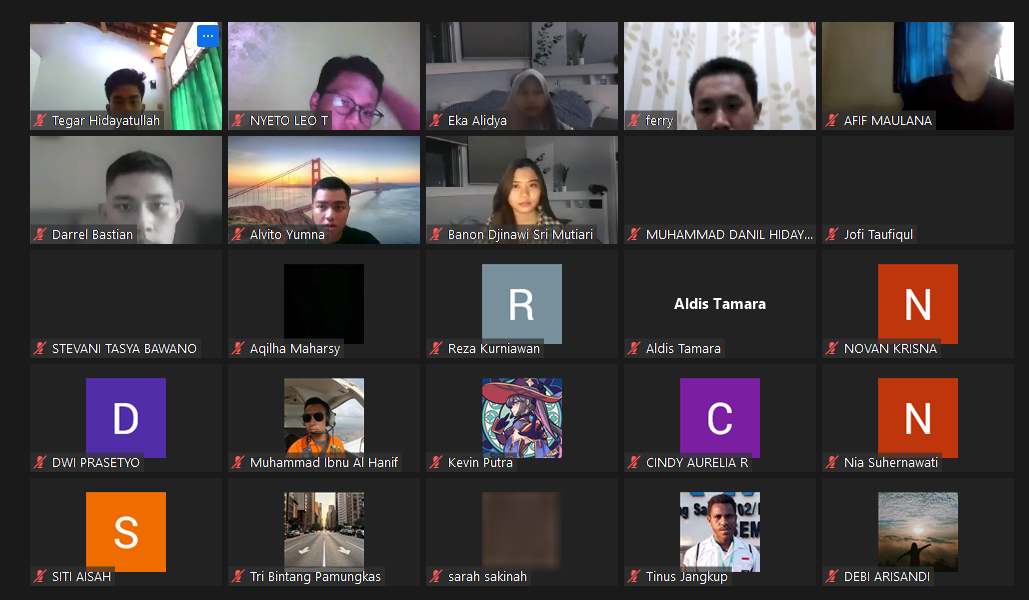 Tegar Hidayatullah
NYETO LEO T
Eka Alidya
ferry
AFIF MAULANA
Darrel Bastian
Alvito Yumna
Banon Djinawi Sri Mutiari
MUHAMMAD DANIL HIDAY...
Jofi Taufiqul
STEVANI TASYA BAWANO
Aqilha Maharsy
R
Reza Kurniawan
Aldis Tamara
Aldis Tamara
N
NOVAN KRISNA
D
DWI PRASETYO
Muhammad Ibnu Al Hanif
Kevin Putra
C
CINDY AURELIA R
N
Nia Suhernawati
S
SITI AISAH
Tri Bintang Pamungkas
sarah sakinah
Tinus Jangkup
DEBI ARISANDI